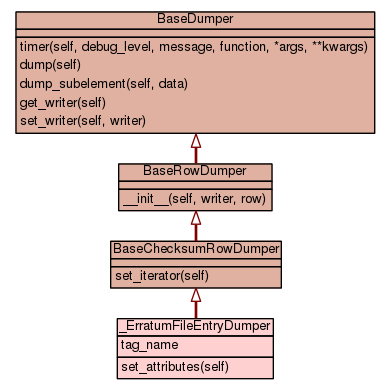 BaseDumper
timer(self, debug_level, message, function, *args, **kwargs)
dump(self)
dump_subelement(self, data)
get_writer(self)
set_writer(self, writer)
BaseRowDumper
__init__(self, writer, row)
BaseChecksumRowDumper
set_iterator(self)
_ErratumFileEntryDumper
tag_name
set_attributes(self)